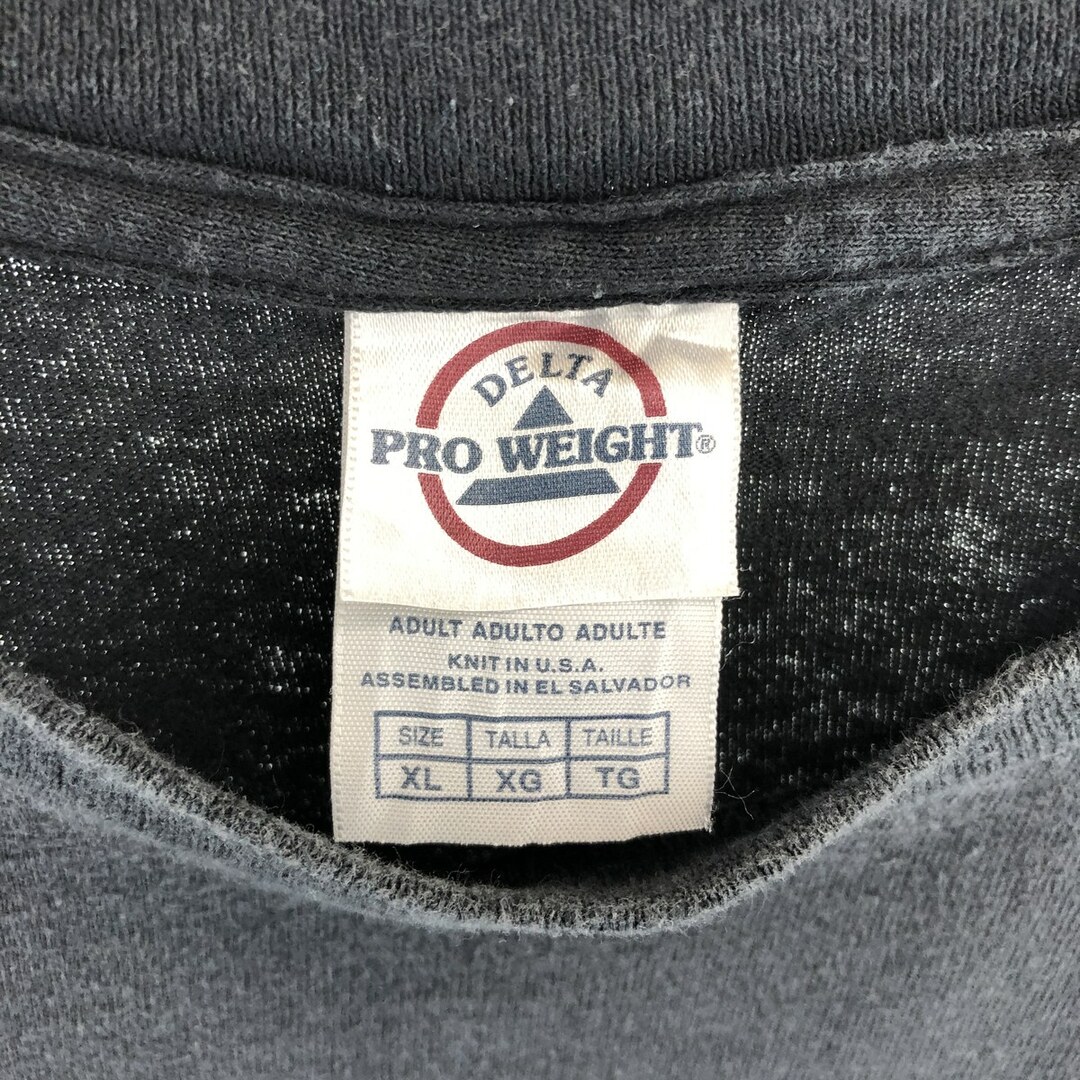 DELTA
PRO WEIGHT®
ADULT ADULTO ADULTE
KNIT IN U.S.A.
ASSEMBLED IN EL SALVADOR
SIZE TALLA TAILLE
XL XG TG